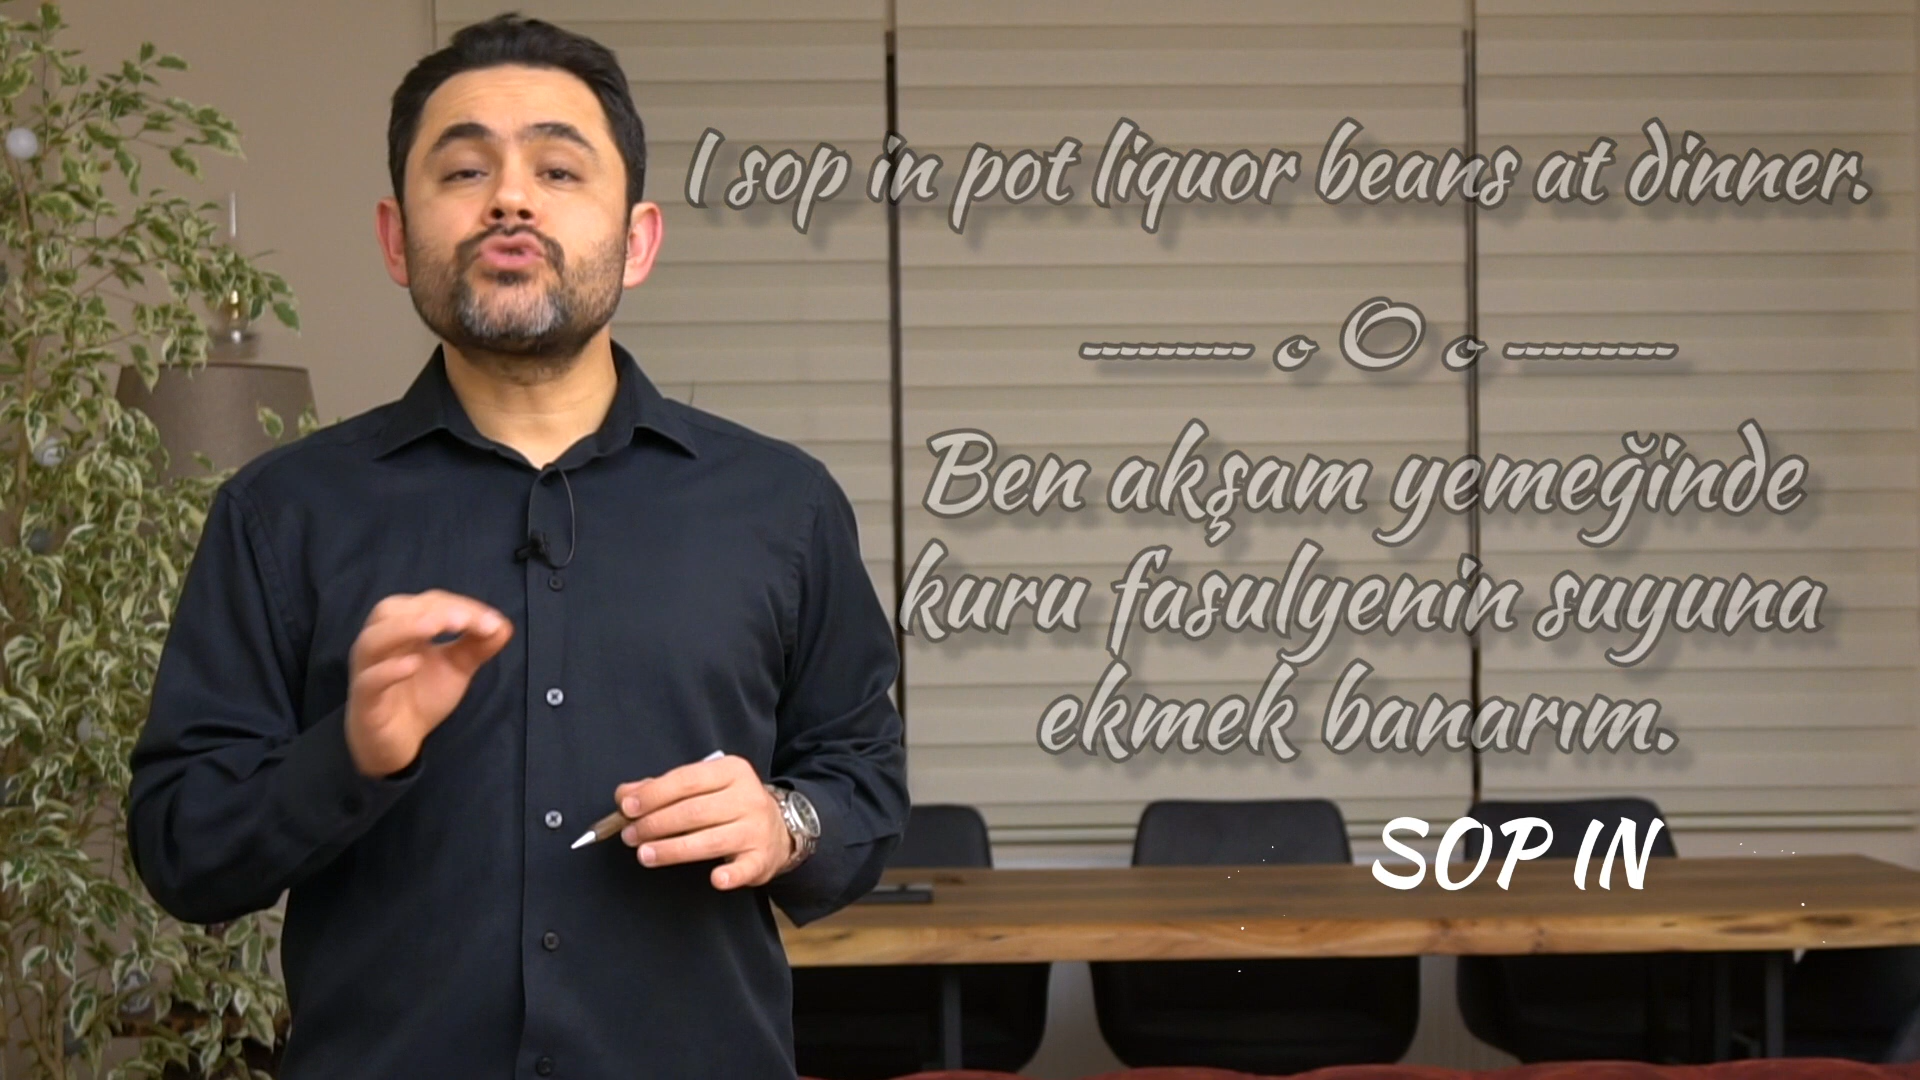 I sop in pot liquor beans at dinner.
-------- o O o --------
Ben akşam yemeğinde
kuru fasulyenin suyuna
ekmek banarım.
SOP IN